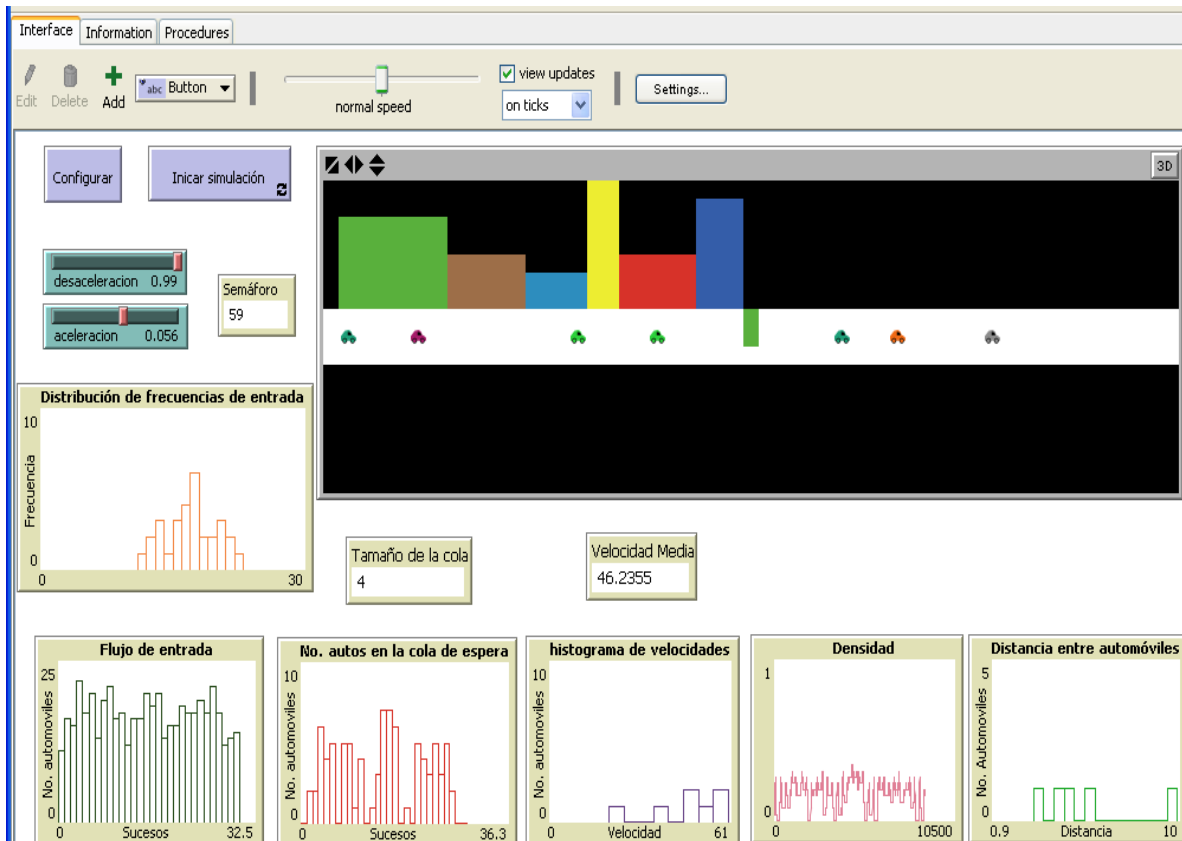 Interface Information Procedures
Edit Delete Add abc Button
normal speed
view updates
on ticks
Settings...
Configurar
Inicar simulación
3D
desaceleracion 0.99
aceleracion 0.056
Semáforo
59
Distribución de frecuencias de entrada
10
Frecuencia
0
0 30
Tamaño de la cola
4
Velocidad Media
46.2355
Flujo de entrada
25
No. automoviles
0
0 Sucesos 32.5
No. autos en la cola de espera
10
No. automoviles
0
0 Sucesos 36.3
histograma de velocidades
10
No. automoviles
0
0 Velocidad 61
Densidad
1
0
0 10500
Distancia entre automóviles
5
No. Automoviles
0
0.9 Distancia 10